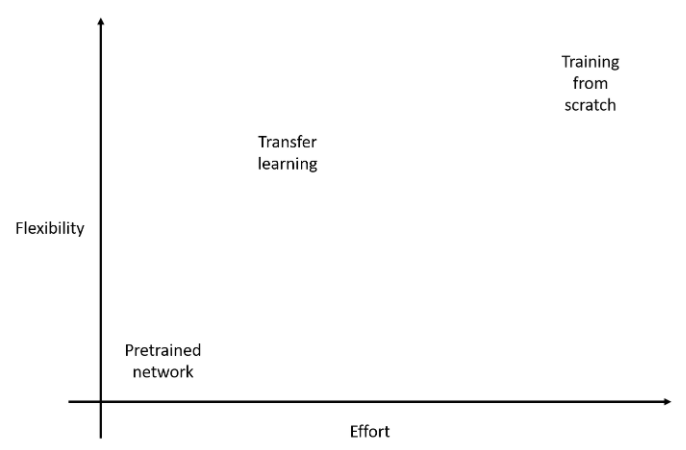 Training
from
scratch
Transfer
learning
Flexibility
Pretrained
network
Effort